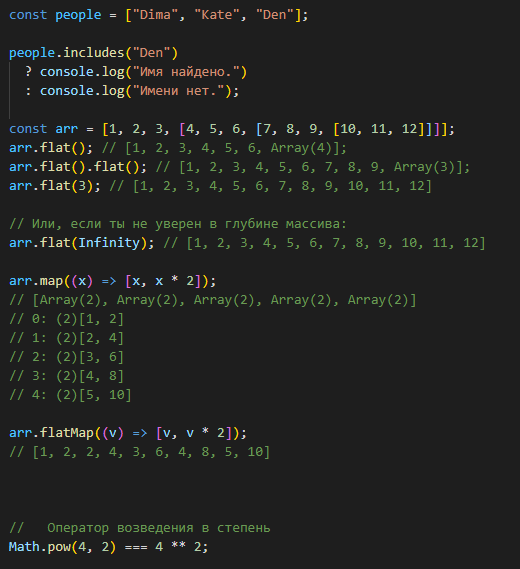 const people = ["Dima", "Kate", "Den"];
people.includes("Den")
  ? console.log("Имя найдено.")
  : console.log("Имени нет.");
const arr = [1, 2, 3, [4, 5, 6, [7, 8, 9, [10, 11, 12]]]];
arr.flat(); // [1, 2, 3, 4, 5, 6, Array(4)];
arr.flat().flat(); // [1, 2, 3, 4, 5, 6, 7, 8, 9, Array(3)];
arr.flat(3); // [1, 2, 3, 4, 5, 6, 7, 8, 9, 10, 11, 12]
// Или, если ты не уверен в глубине массива:
arr.flat(Infinity); // [1, 2, 3, 4, 5, 6, 7, 8, 9, 10, 11, 12]
arr.map((x) => [x, x * 2]);
// [Array(2), Array(2), Array(2), Array(2), Array(2)]
// 0: (2)[1, 2]
// 1: (2)[2, 4]
// 2: (2)[3, 6]
// 3: (2)[4, 8]
// 4: (2)[5, 10]
arr.flatMap((v) => [v, v * 2]);
// [1, 2, 2, 4, 3, 6, 4, 8, 5, 10]
//   Оператор возведения в степень
Math.pow(4, 2) === 4 ** 2;